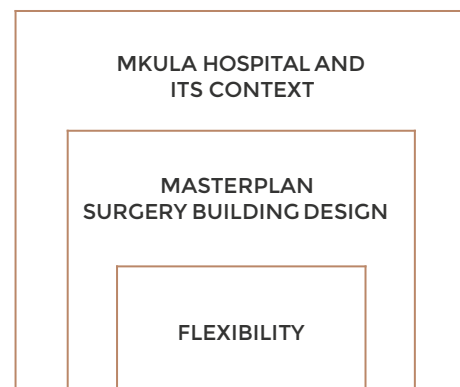 MKULA HOSPITAL AND
ITS CONTEXT
MASTERPLAN
SURGERY BUILDING DESIGN
FLEXIBILITY